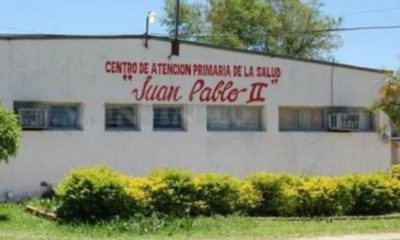 CENTRO DE ATENCION PRIMARIA DE LA SALUD
"Juan Pablo-II"